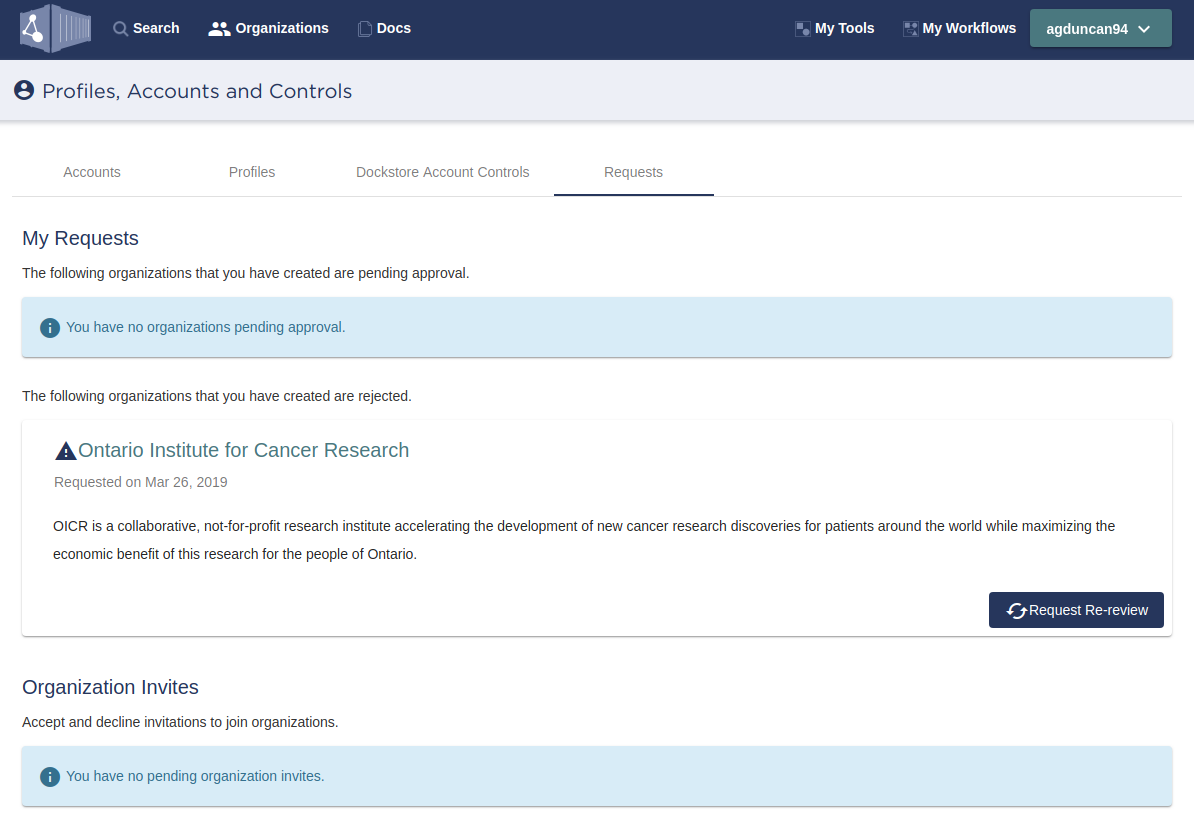 Search
Organizations
Docs
My Tools
My Workflows
agduncan94
Profiles, Accounts and Controls
Accounts
Profiles
Dockstore Account Controls
Requests
My Requests
The following organizations that you have created are pending approval.
You have no organizations pending approval.
The following organizations that you have created are rejected.
Ontario Institute for Cancer Research
Requested on Mar 26, 2019
OICR is a collaborative, not-for-profit research institute accelerating the development of new cancer research discoveries for patients around the world while maximizing the
economic benefit of this research for the people of Ontario.
Request Re-review
Organization Invites
Accept and decline invitations to join organizations.
You have no pending organization invites.